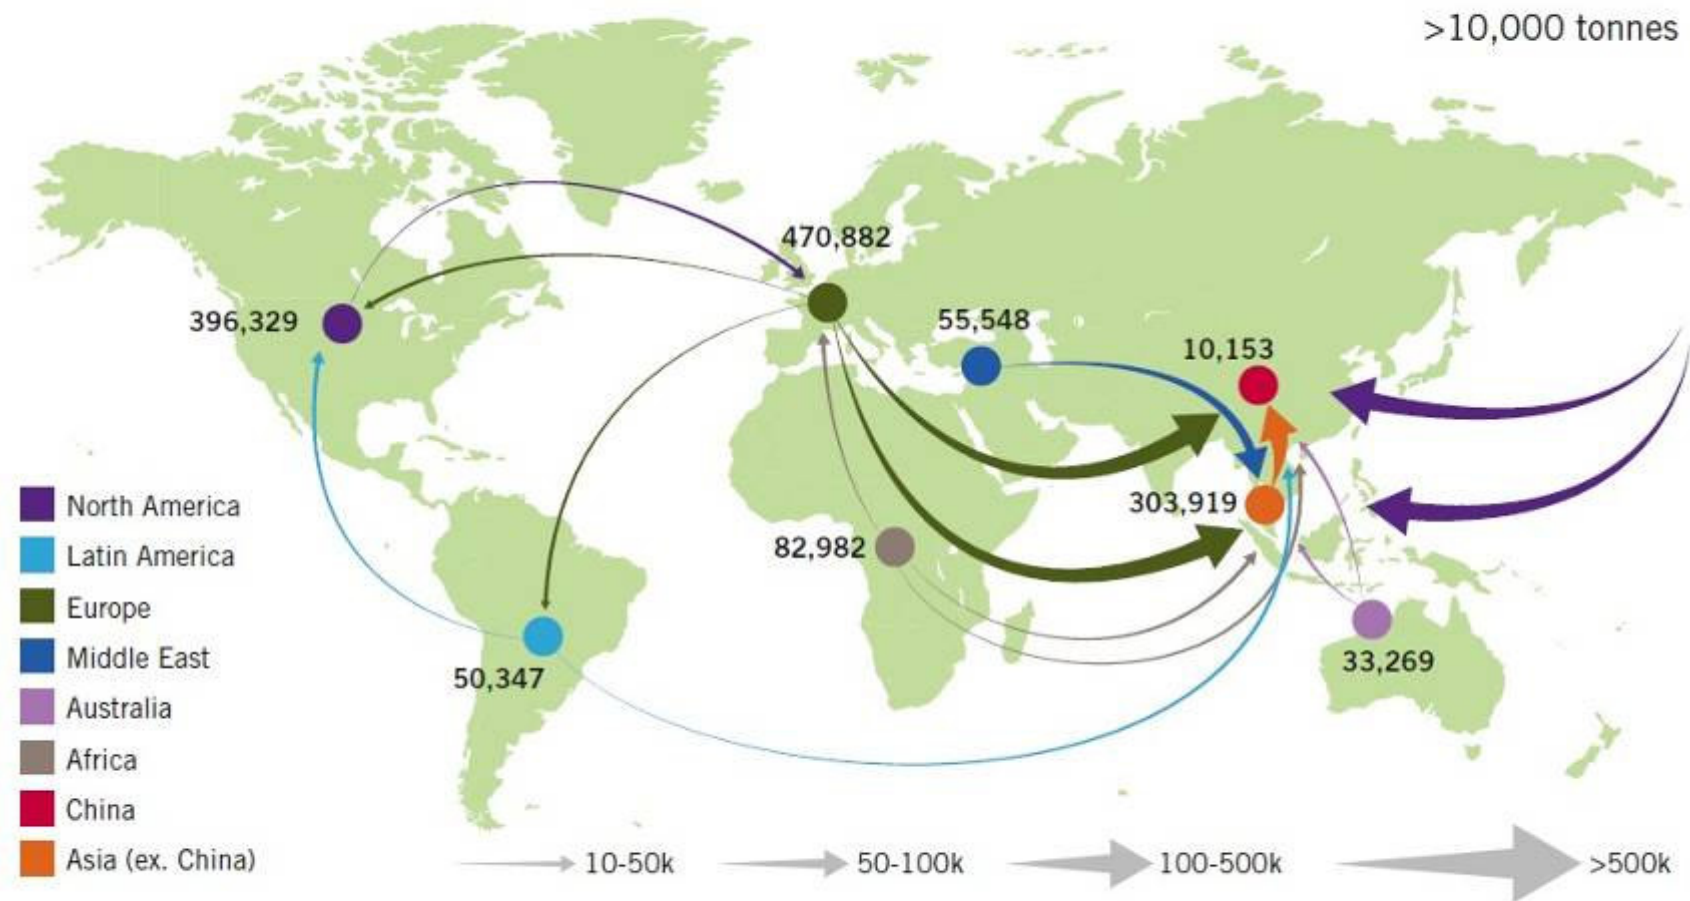 >10,000 tonnes
470,882
396,329
55,548
10,153
303,919
82,982
50,347
33,269
North America
Latin America
Europe
Middle East
Australia
Africa
China
Asia (ex. China)
10-50k
50-100k
100-500k
>500k